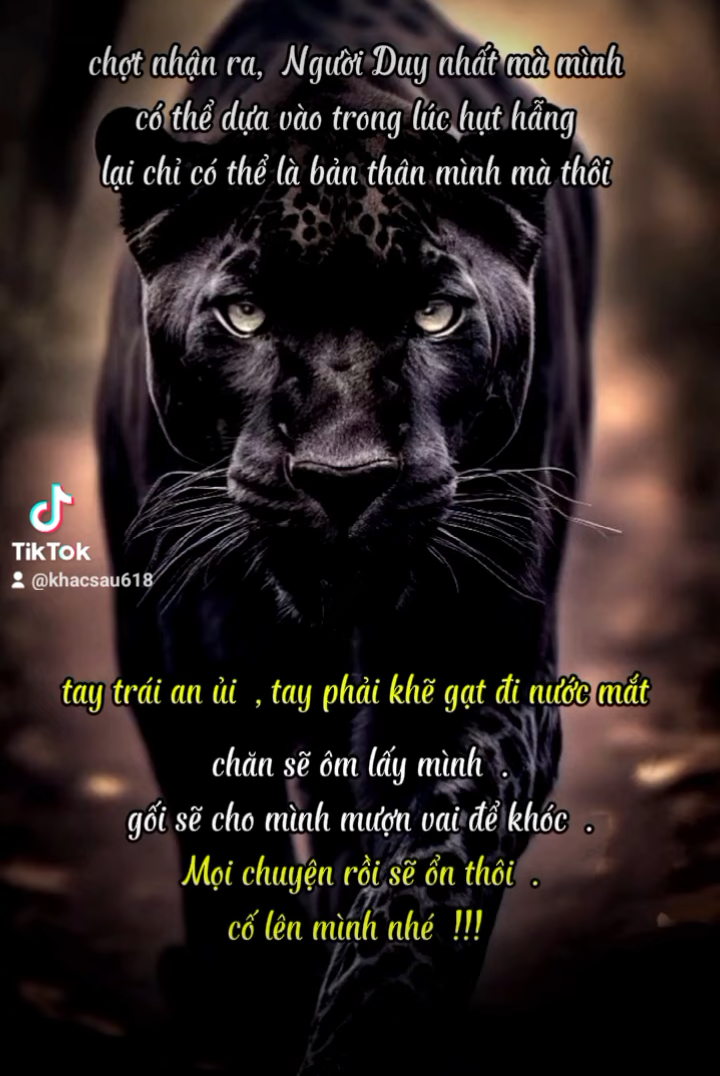 chợt nhận ra, Người Duy nhất mà mình
có thể dựa vào trong lúc hụt hẫng
lại chỉ có thể là bản thân mình mà thôi
TikTok
@khacsau618
tay trái an ủi , tay phải khẽ gạt đi nước mắt
chăn sẽ ôm lấy mình .
gối sẽ cho mình mượn vai để khóc .
Mọi chuyện rồi sẽ ổn thôi .
cố lên mình nhé !!!